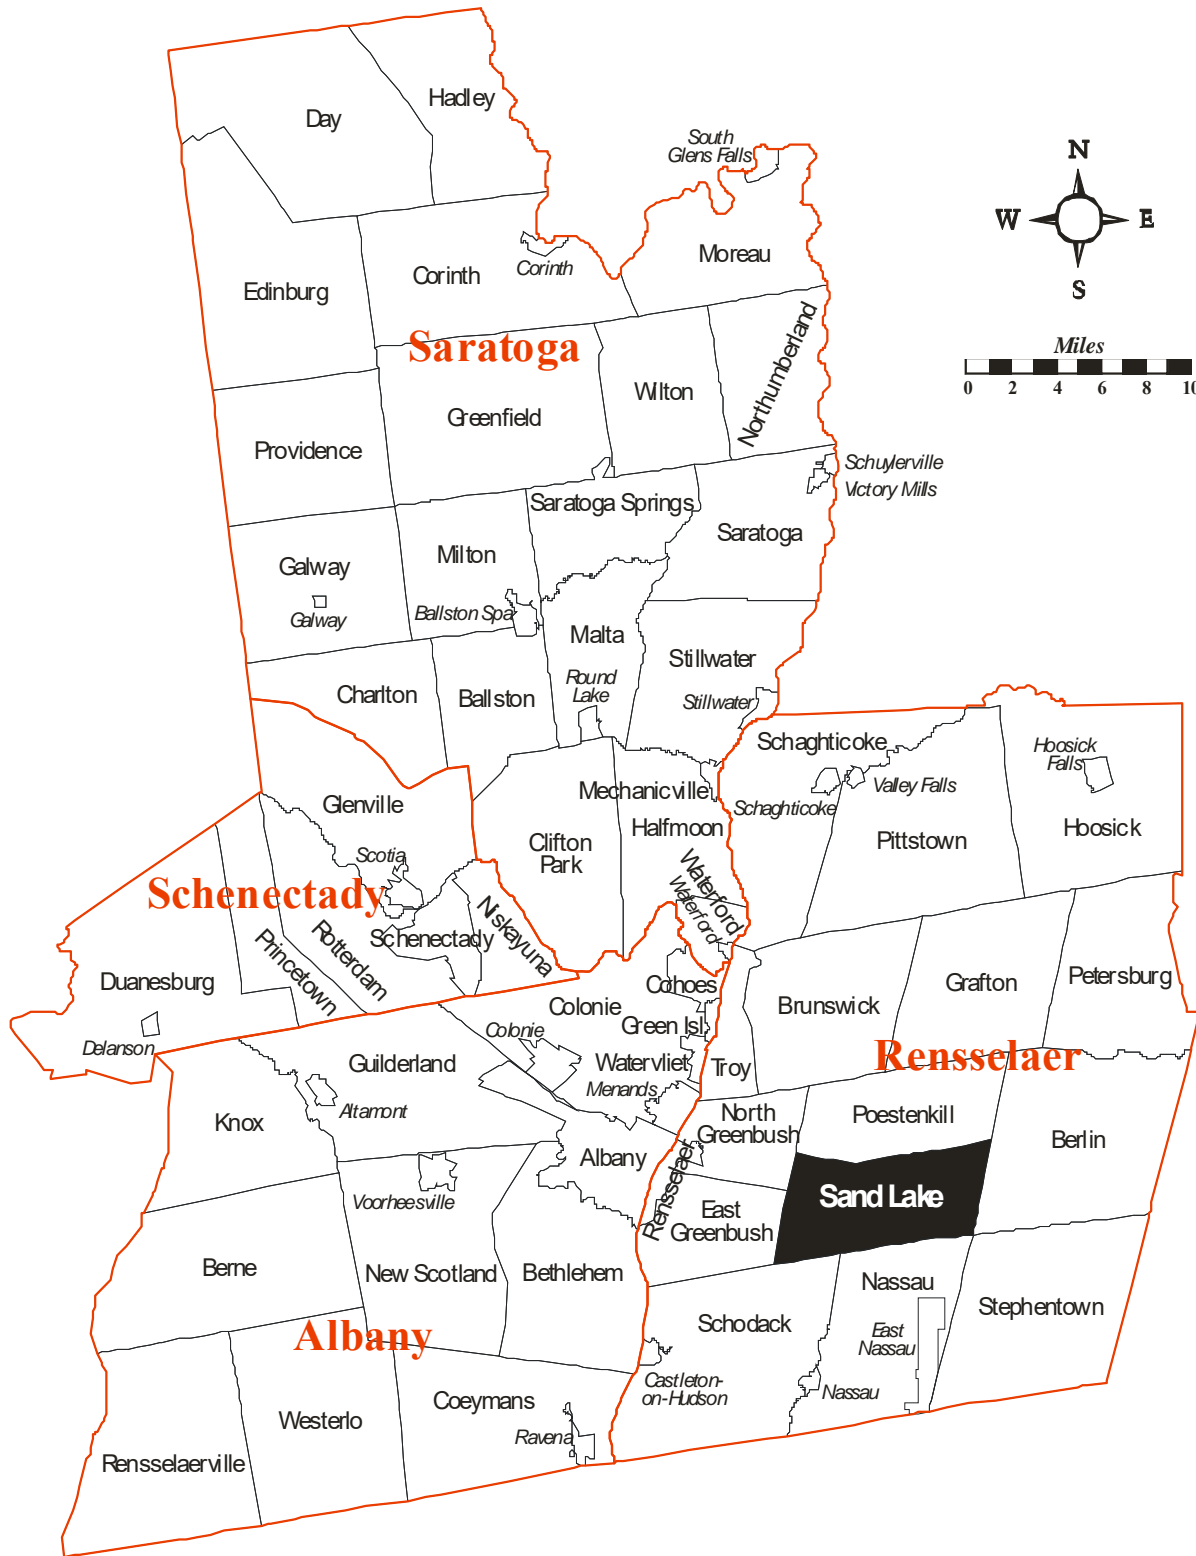 Hadley
Day
South
Glens Falls
N
W
E
S
Moreau
Corinth
Corinth
Edinburg
Northumberland
Saratoga
Miles
0 2 4 6 8 10
Wilton
Greenfield
Providence
Schuylerville
Victory Mills
Saratoga Springs
Saratoga
Milton
Galway
Galway
Ballston Spa
Malta
Stillwater
Round
Lake
Stillwater
Charlton
Ballston
Schaghticoke
Hoosick
Falls
Valley Falls
Schaghticoke
Mechanicville
Glenville
Halfmoon
Hoosick
Pittstown
Clifton
Park
Scotia
Waterford
Waterford
Schenectady
Schenectady
Niskayuna
Rotterdam
Princetown
Duanesburg
Delanson
Cohoes
Colonie
Colonie
Green Isl.
Brunswick
Grafton
Petersburg
Rensselaer
Watervliet
Troy
Menands
Guilderland
Altamont
Knox
North
Greenbush
Poestenkill
Berlin
Albany
Rensselaer
Sand Lake
Voorheesville
East
Greenbush
Berne
New Scotland
Bethlehem
Nassau
Stephentown
Albany
Schodack
East
Nassau
Castleton-
on-Hudson
Nassau
Coeymans
Westerlo
Ravena
Rensselaerville